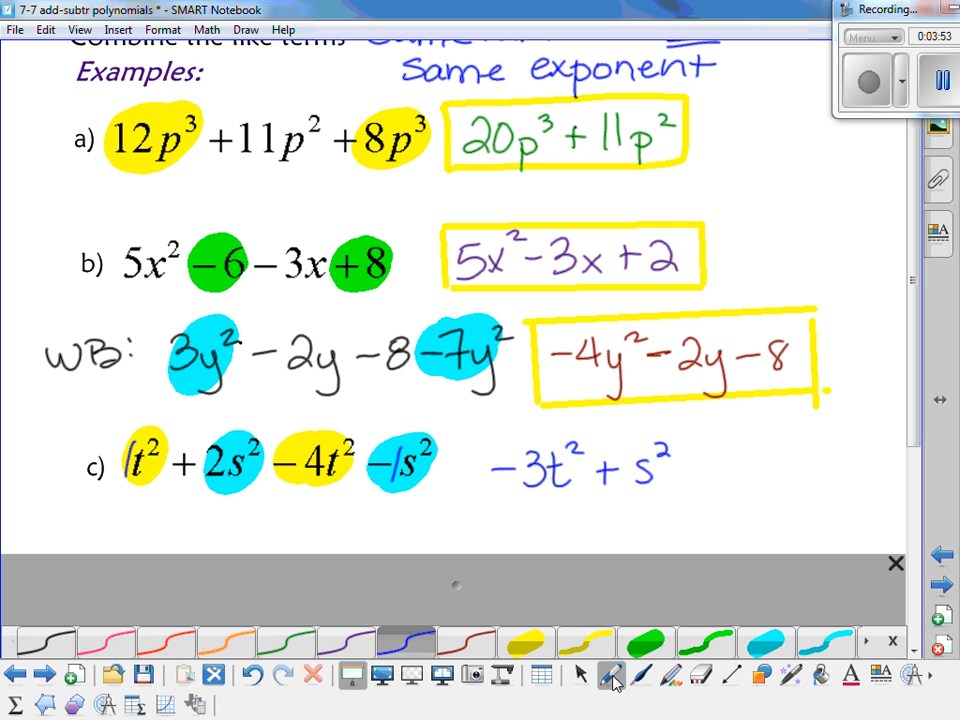 7-7 add-subtr polynomials * - SMART Notebook
File Edit View Insert Format Math Draw Help
Recording...
Menu
0:03:53
Combine the like terms
Examples:
Same exponent
a) 12p³ +11p² +8p³ 20p³ + 11p²
b) 5x² −6 −3x +8 5x² -3x +2
WB: 3y² − 2y − 8 −7y² −4y² − 2y − 8
c) 1t² + 2s² − 4t² −1s² −3t² + s²